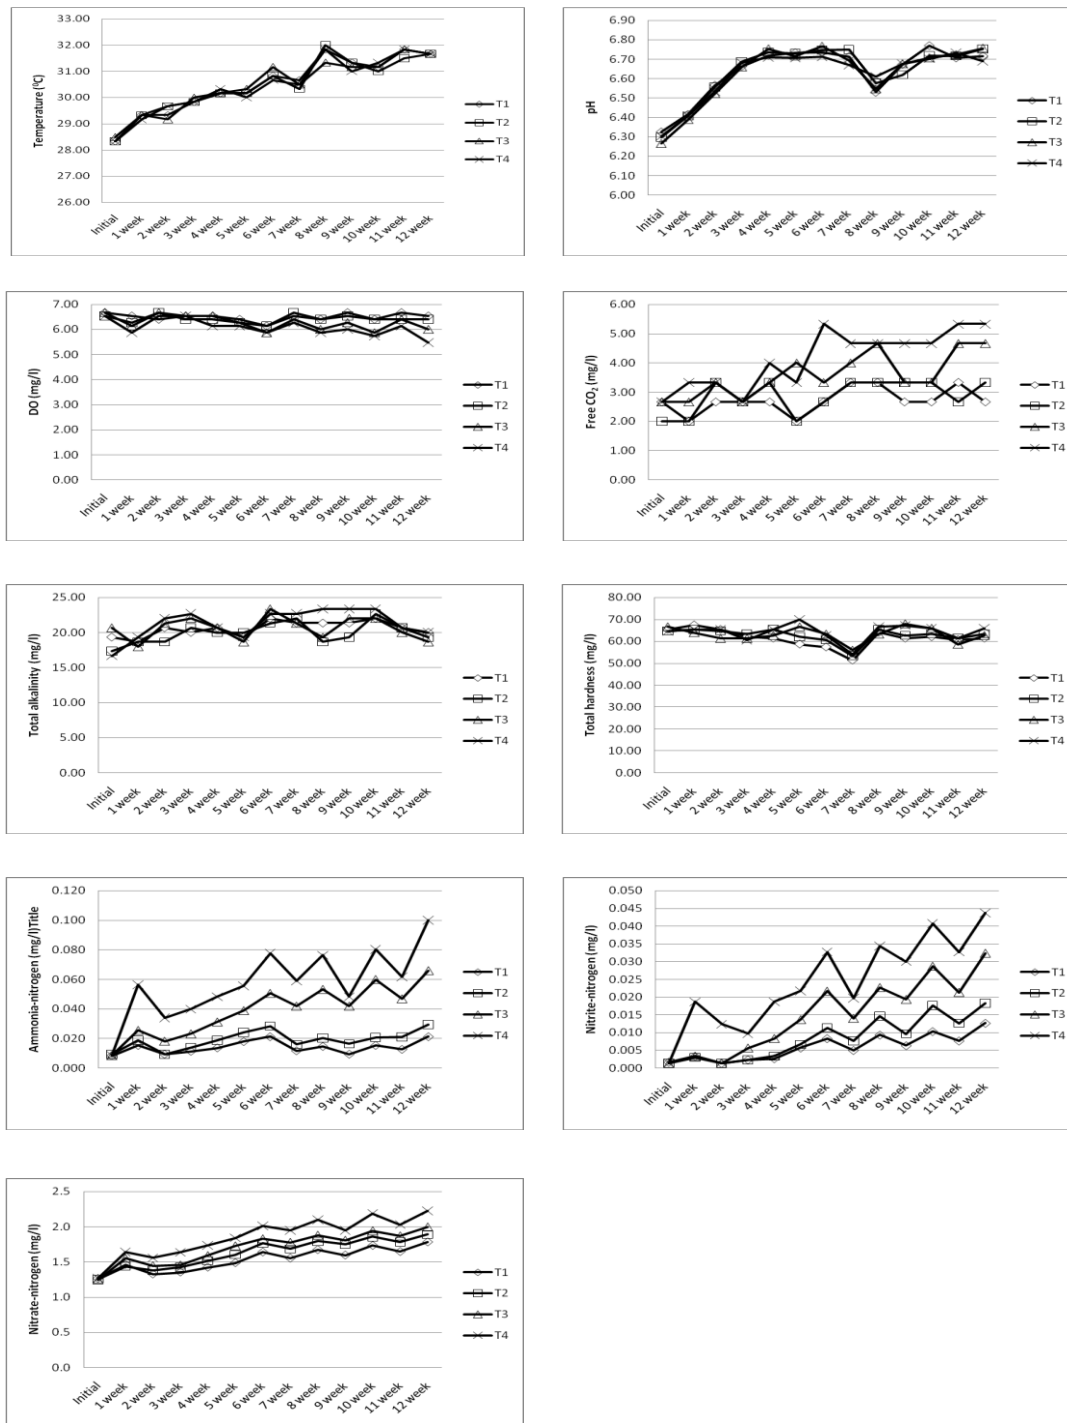 33.00
32.00
31.00
30.00
29.00
28.00
27.00
26.00
Temperature (⁰C)
Initial
1 week
2 week
3 week
4 week
5 week
6 week
7 week
8 week
9 week
10 week
11 week
12 week
T1
T2
T3
T4
6.90
6.80
6.70
6.60
6.50
6.40
6.30
6.20
6.10
6.00
pH
Initial
1 week
2 week
3 week
4 week
5 week
6 week
7 week
8 week
9 week
10 week
11 week
12 week
T1
T2
T3
T4
7.00
6.00
5.00
4.00
3.00
2.00
1.00
0.00
DO (mg/l)
Initial
1 week
2 week
3 week
4 week
5 week
6 week
7 week
8 week
9 week
10 week
11 week
12 week
T1
T2
T3
T4
6.00
5.00
4.00
3.00
2.00
1.00
0.00
Free CO₂ (mg/l)
Initial
1 week
2 week
3 week
4 week
5 week
6 week
7 week
8 week
9 week
10 week
11 week
12 week
T1
T2
T3
T4
25.00
20.00
15.00
10.00
5.00
0.00
Total alkalinity (mg/l)
Initial
1 week
2 week
3 week
4 week
5 week
6 week
7 week
8 week
9 week
10 week
11 week
12 week
T1
T2
T3
T4
80.00
70.00
60.00
50.00
40.00
30.00
20.00
10.00
0.00
Total hardness (mg/l)
Initial
1 week
2 week
3 week
4 week
5 week
6 week
7 week
8 week
9 week
10 week
11 week
12 week
T1
T2
T3
T4
0.120
0.100
0.080
0.060
0.040
0.020
0.000
Ammonia-nitrogen (mg/l)Title
Initial
1 week
2 week
3 week
4 week
5 week
6 week
7 week
8 week
9 week
10 week
11 week
12 week
T1
T2
T3
T4
0.050
0.045
0.040
0.035
0.030
0.025
0.020
0.015
0.010
0.005
0.000
Nitrite-nitrogen (mg/l)
Initial
1 week
2 week
3 week
4 week
5 week
6 week
7 week
8 week
9 week
10 week
11 week
12 week
T1
T2
T3
T4
2.5
2.0
1.5
1.0
0.5
0.0
Nitrate-nitrogen (mg/l)
Initial
1 week
2 week
3 week
4 week
5 week
6 week
7 week
8 week
9 week
10 week
11 week
12 week
T1
T2
T3
T4